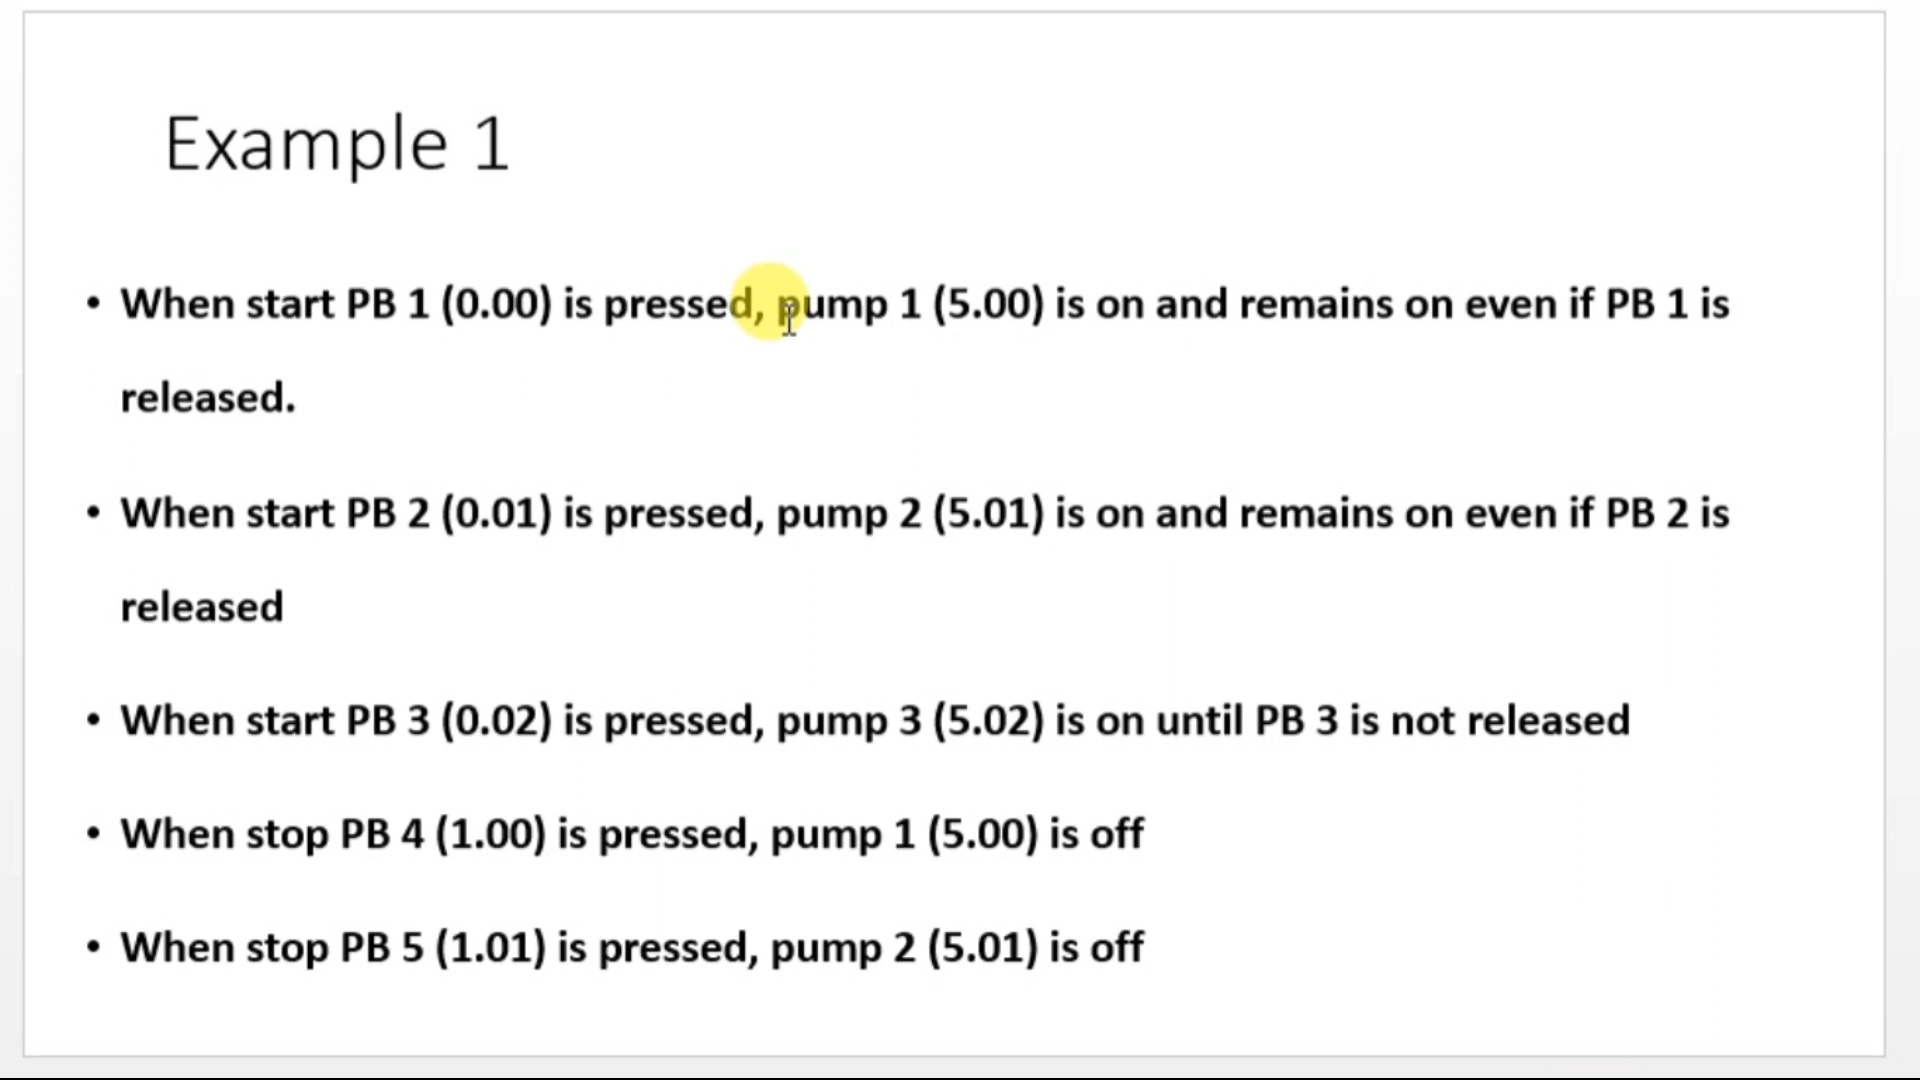 Example 1
• When start PB 1 (0.00) is pressed, pump 1 (5.00) is on and remains on even if PB 1 is
released.
• When start PB 2 (0.01) is pressed, pump 2 (5.01) is on and remains on even if PB 2 is
released
• When start PB 3 (0.02) is pressed, pump 3 (5.02) is on until PB 3 is not released
• When stop PB 4 (1.00) is pressed, pump 1 (5.00) is off
• When stop PB 5 (1.01) is pressed, pump 2 (5.01) is off